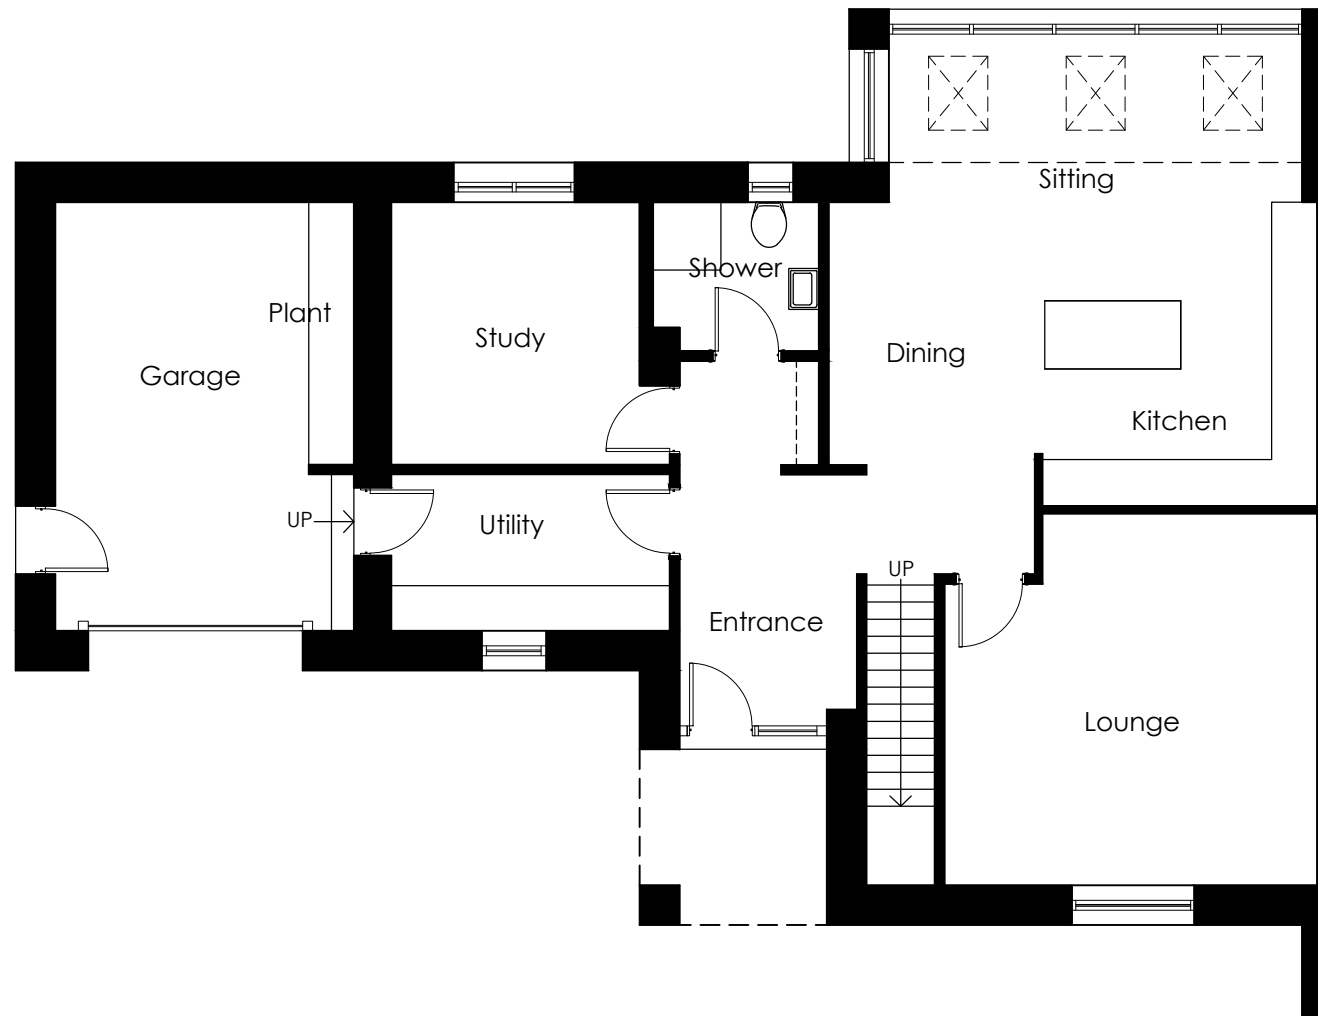 Sitting
Shower
Plant
Study
Dining
Garage
Kitchen
UP
Utility
UP
Entrance
Lounge